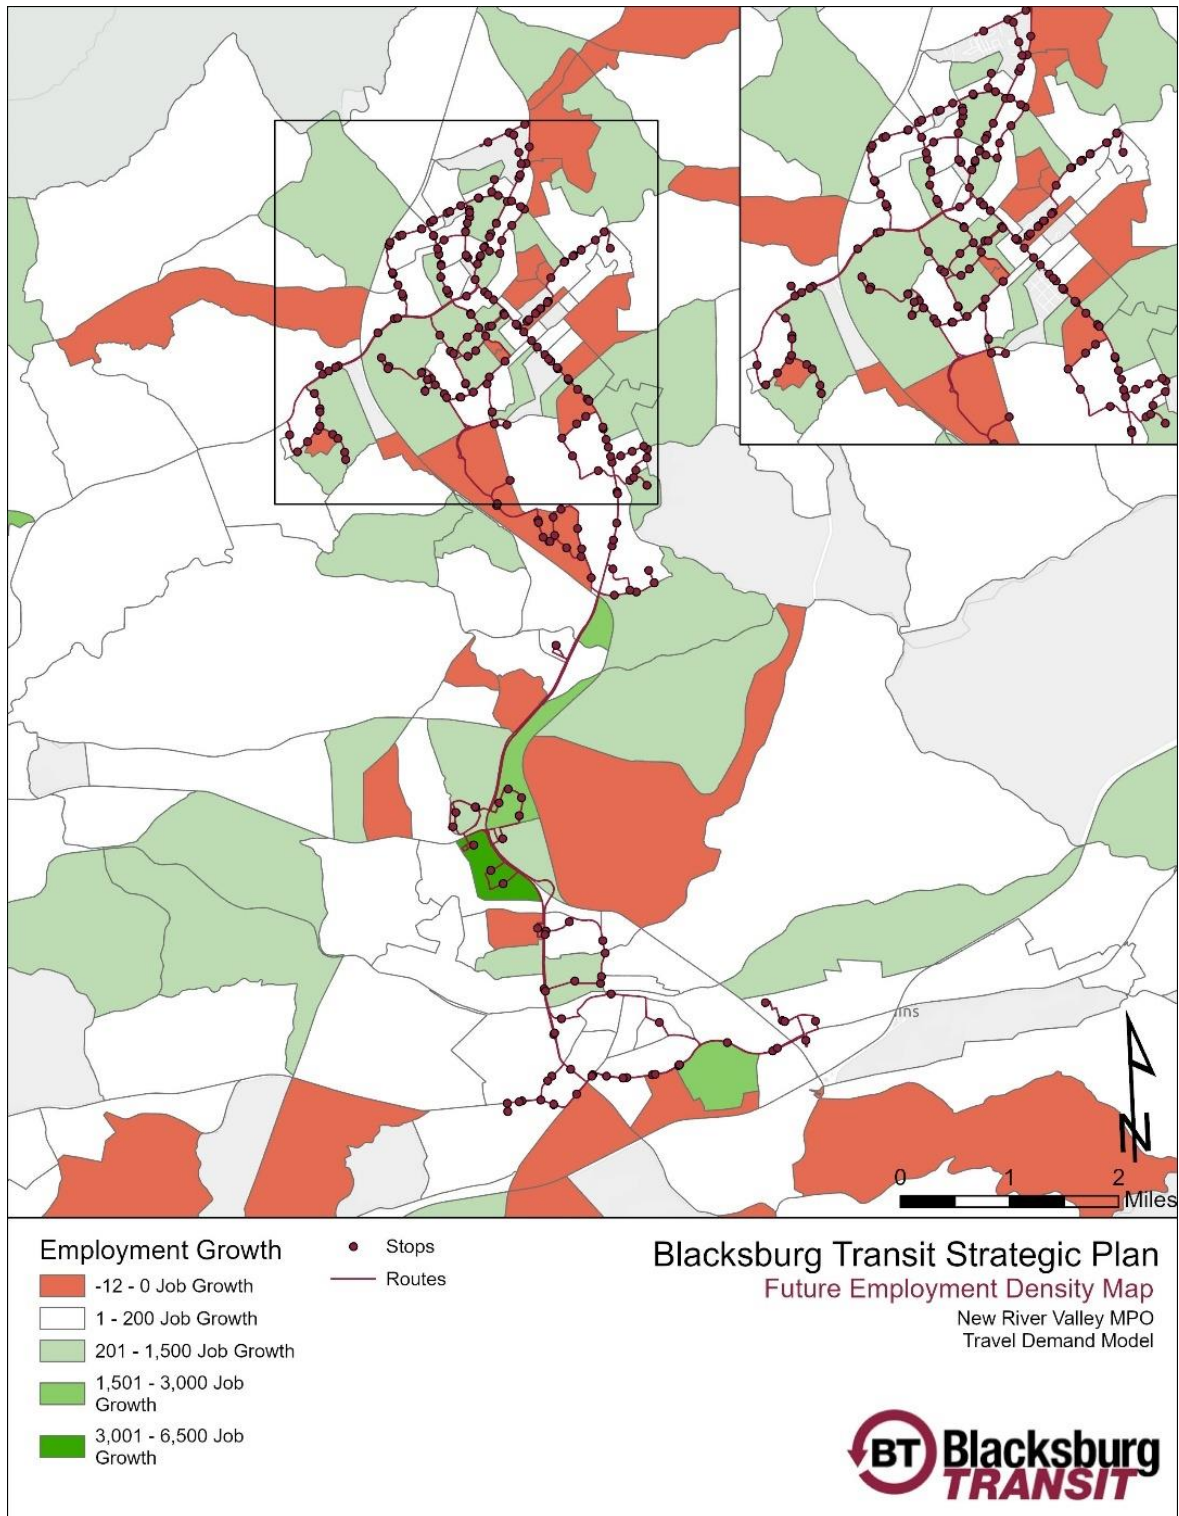 ins
N
0 1 2
Miles
Employment Growth
-12 - 0 Job Growth
1 - 200 Job Growth
201 - 1,500 Job Growth
1,501 - 3,000 Job
Growth
3,001 - 6,500 Job
Growth
Stops
Routes
Blacksburg Transit Strategic Plan
Future Employment Density Map
New River Valley MPO
Travel Demand Model
BT Blacksburg
TRANSIT